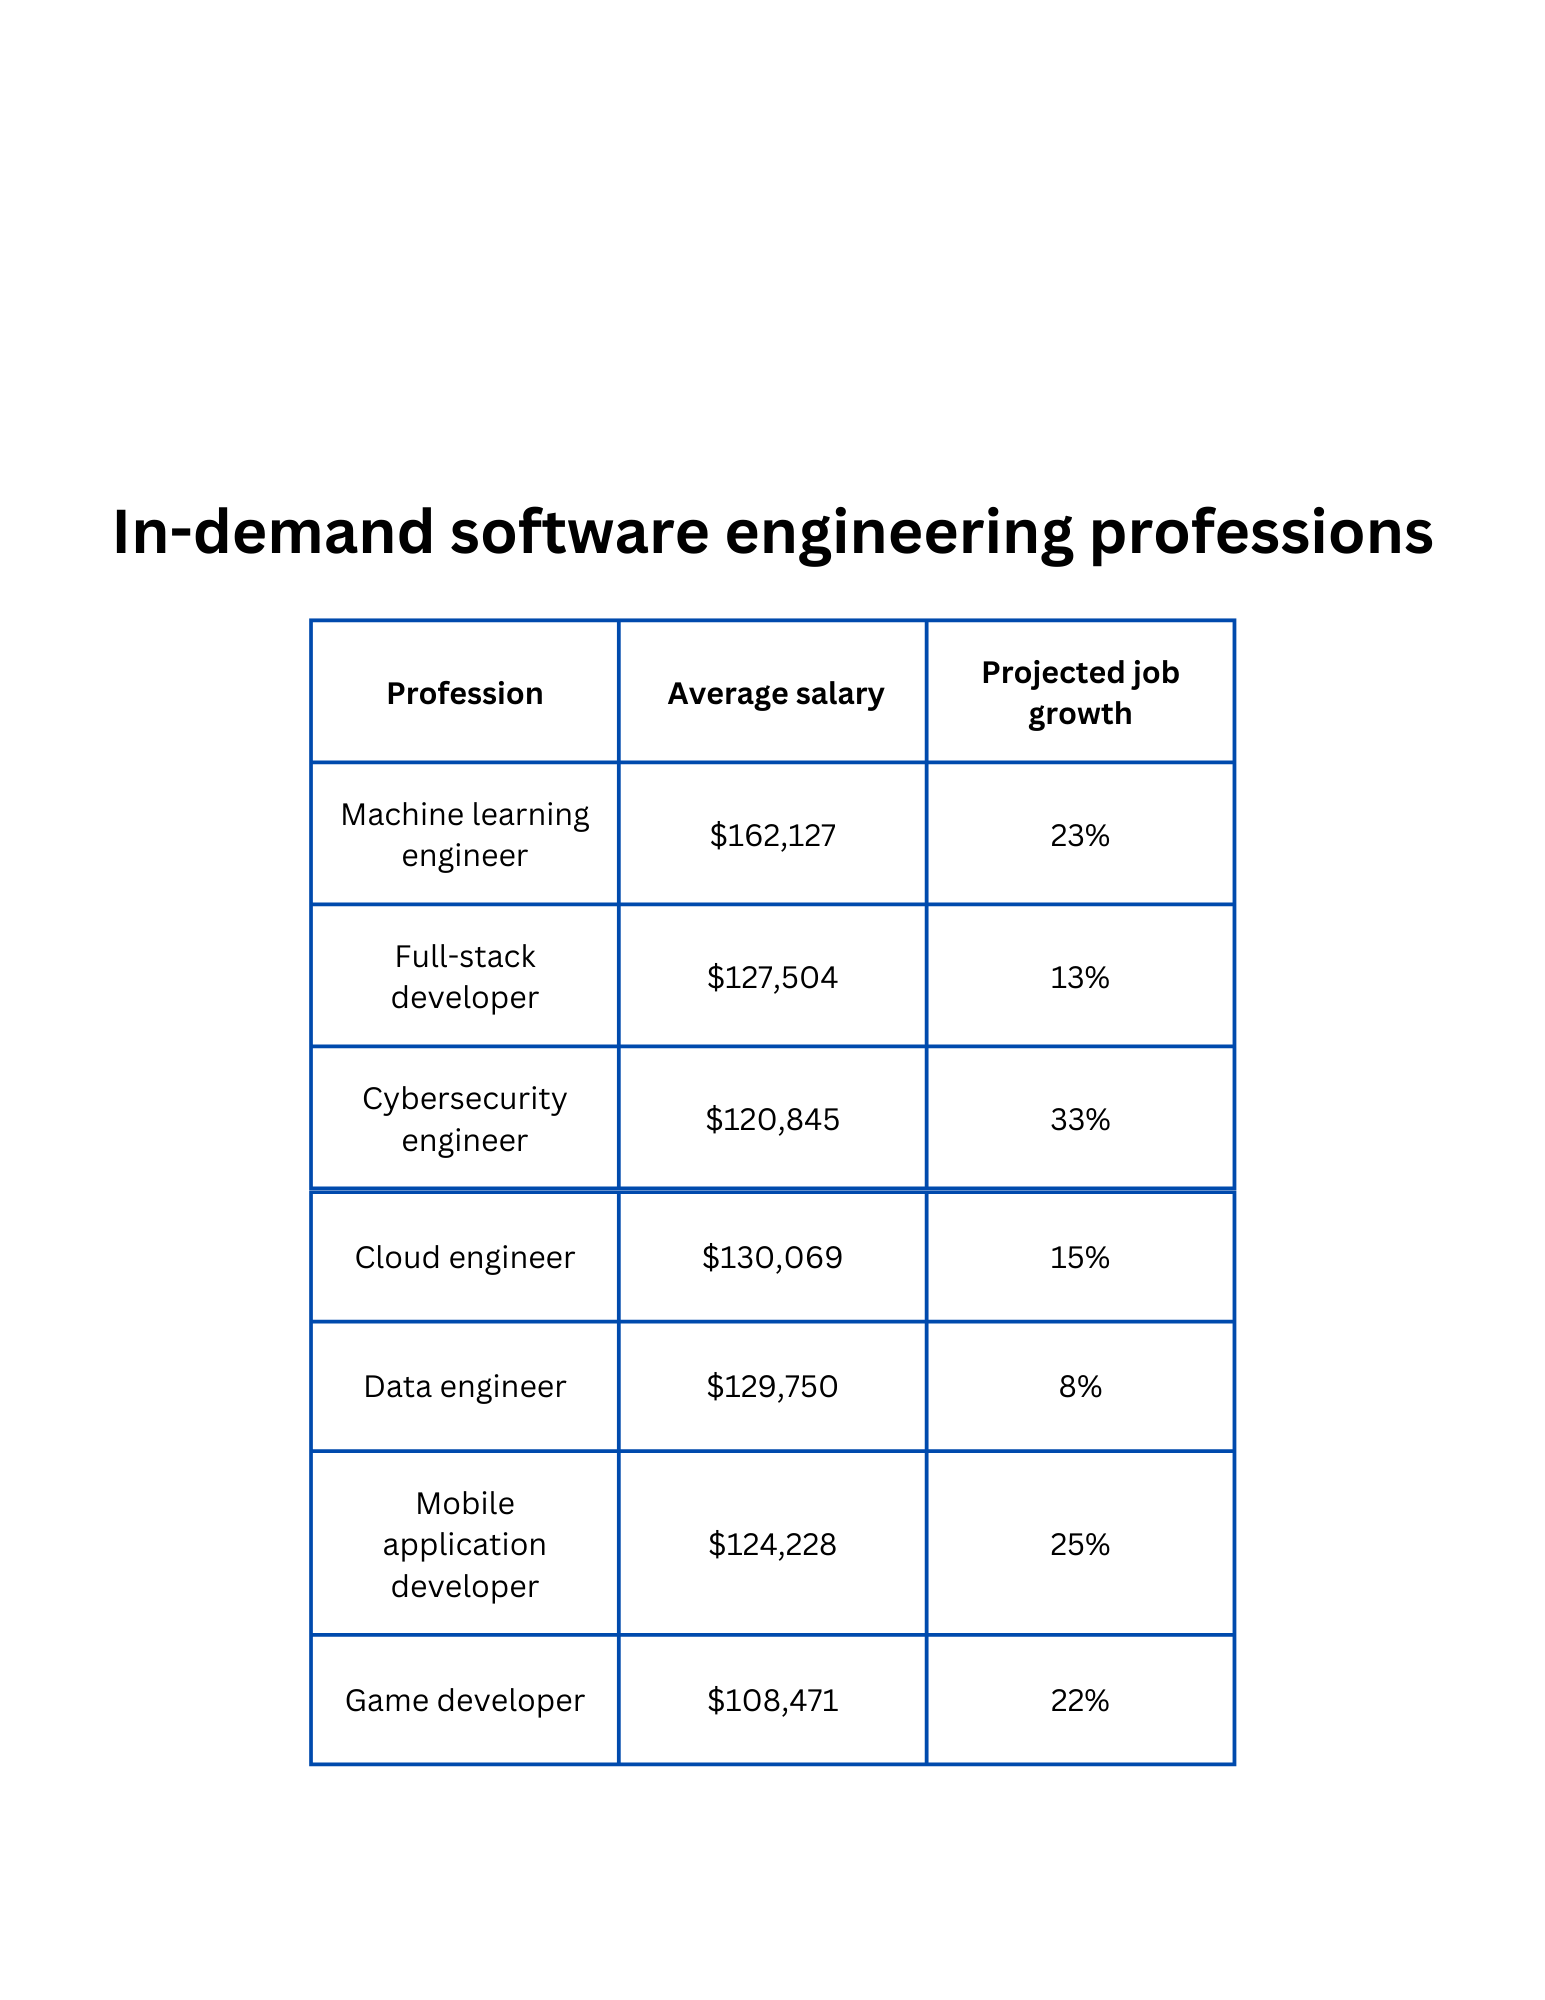 In-demand software engineering professions
Profession
Average salary
Projected job
growth
Machine learning
engineer
$162,127
23%
Full-stack
developer
$127,504
13%
Cybersecurity
engineer
$120,845
33%
Cloud engineer
$130,069
15%
Data engineer
$129,750
8%
Mobile
application
developer
$124,228
25%
Game developer
$108,471
22%